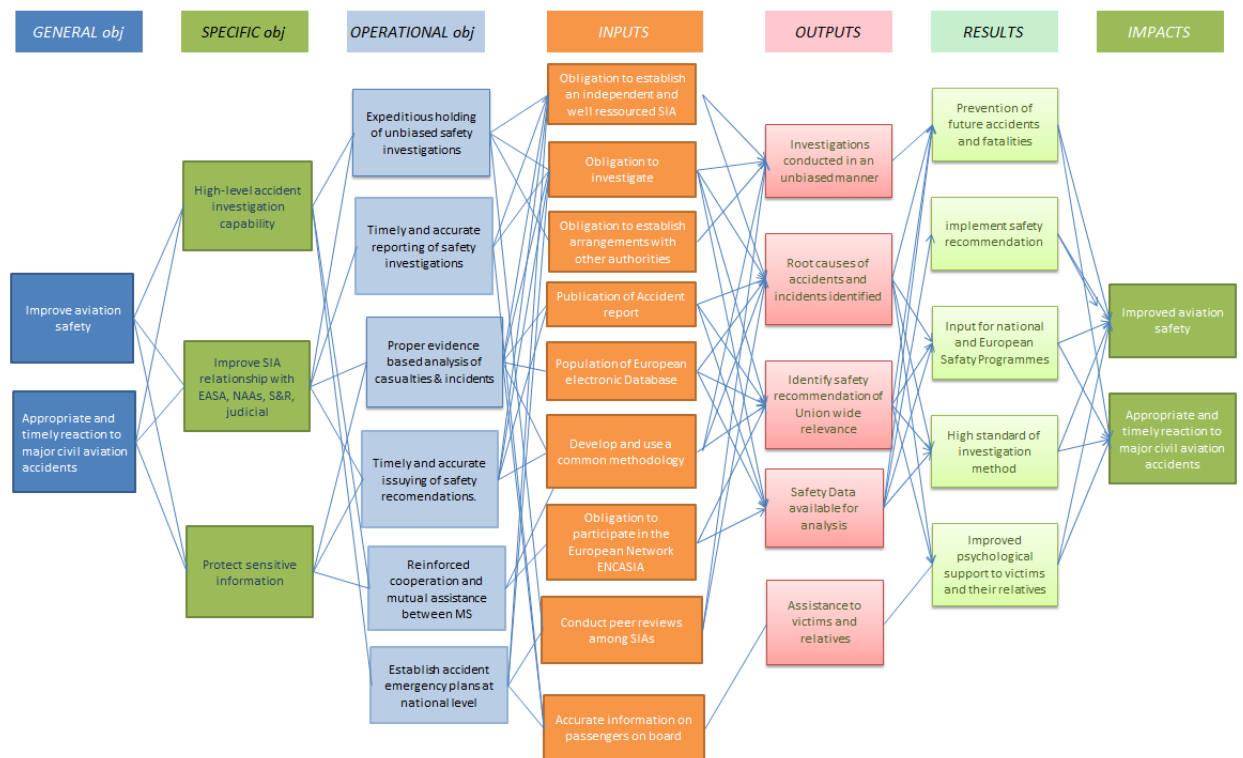 GENERAL obj
SPECIFIC obj
OPERATIONAL obj
INPUTS
OUTPUTS
RESULTS
IMPACTS
Improve aviation
safety
Appropriate and
timely reaction to
major civil aviation
accidents
High-level accident
investigation
capability
Improve SIA
relationship with
EASA, NAAs, S&R,
judicial
Protect sensitive
information
Expeditious holding
of unbiased safety
investigations
Timely and accurate
reporting of safety
investigations
Proper evidence
based analysis of
casualties & incidents
Timely and accurate
issuing of safety
recomendations.
Reinforced
cooperation and
mutual assistance
between MS
Establish accident
emergency plans at
national level
Obligation to establish
an independent and
well ressourced SIA
Obligation to
investigate
Obligation to establish
arrangements with
other authorities
Publication of Accident
report
Population of European
electronic Database
Develop and use a
common methodology
Obligation to
participate in the
European Network
ENCASIA
Conduct peer reviews
among SIAs
Accurate information on
passengers on board
Investigations
conducted in an
unbiased manner
Root causes of
accidents and
incidents identified
Identify safety
recommendation of
Union wide
relevance
Safety Data
available for
analysis
Assistance to
victims and
relatives
Prevention of
future accidents
and fatalities
implement safety
recommendation
Input for national
and European
Safaty Programmes
High standard of
investigation
method
Improved
psychological
support to victims
and their relatives
Improved aviation
safety
Appropriate and
timely reaction to
major civil aviation
accidents